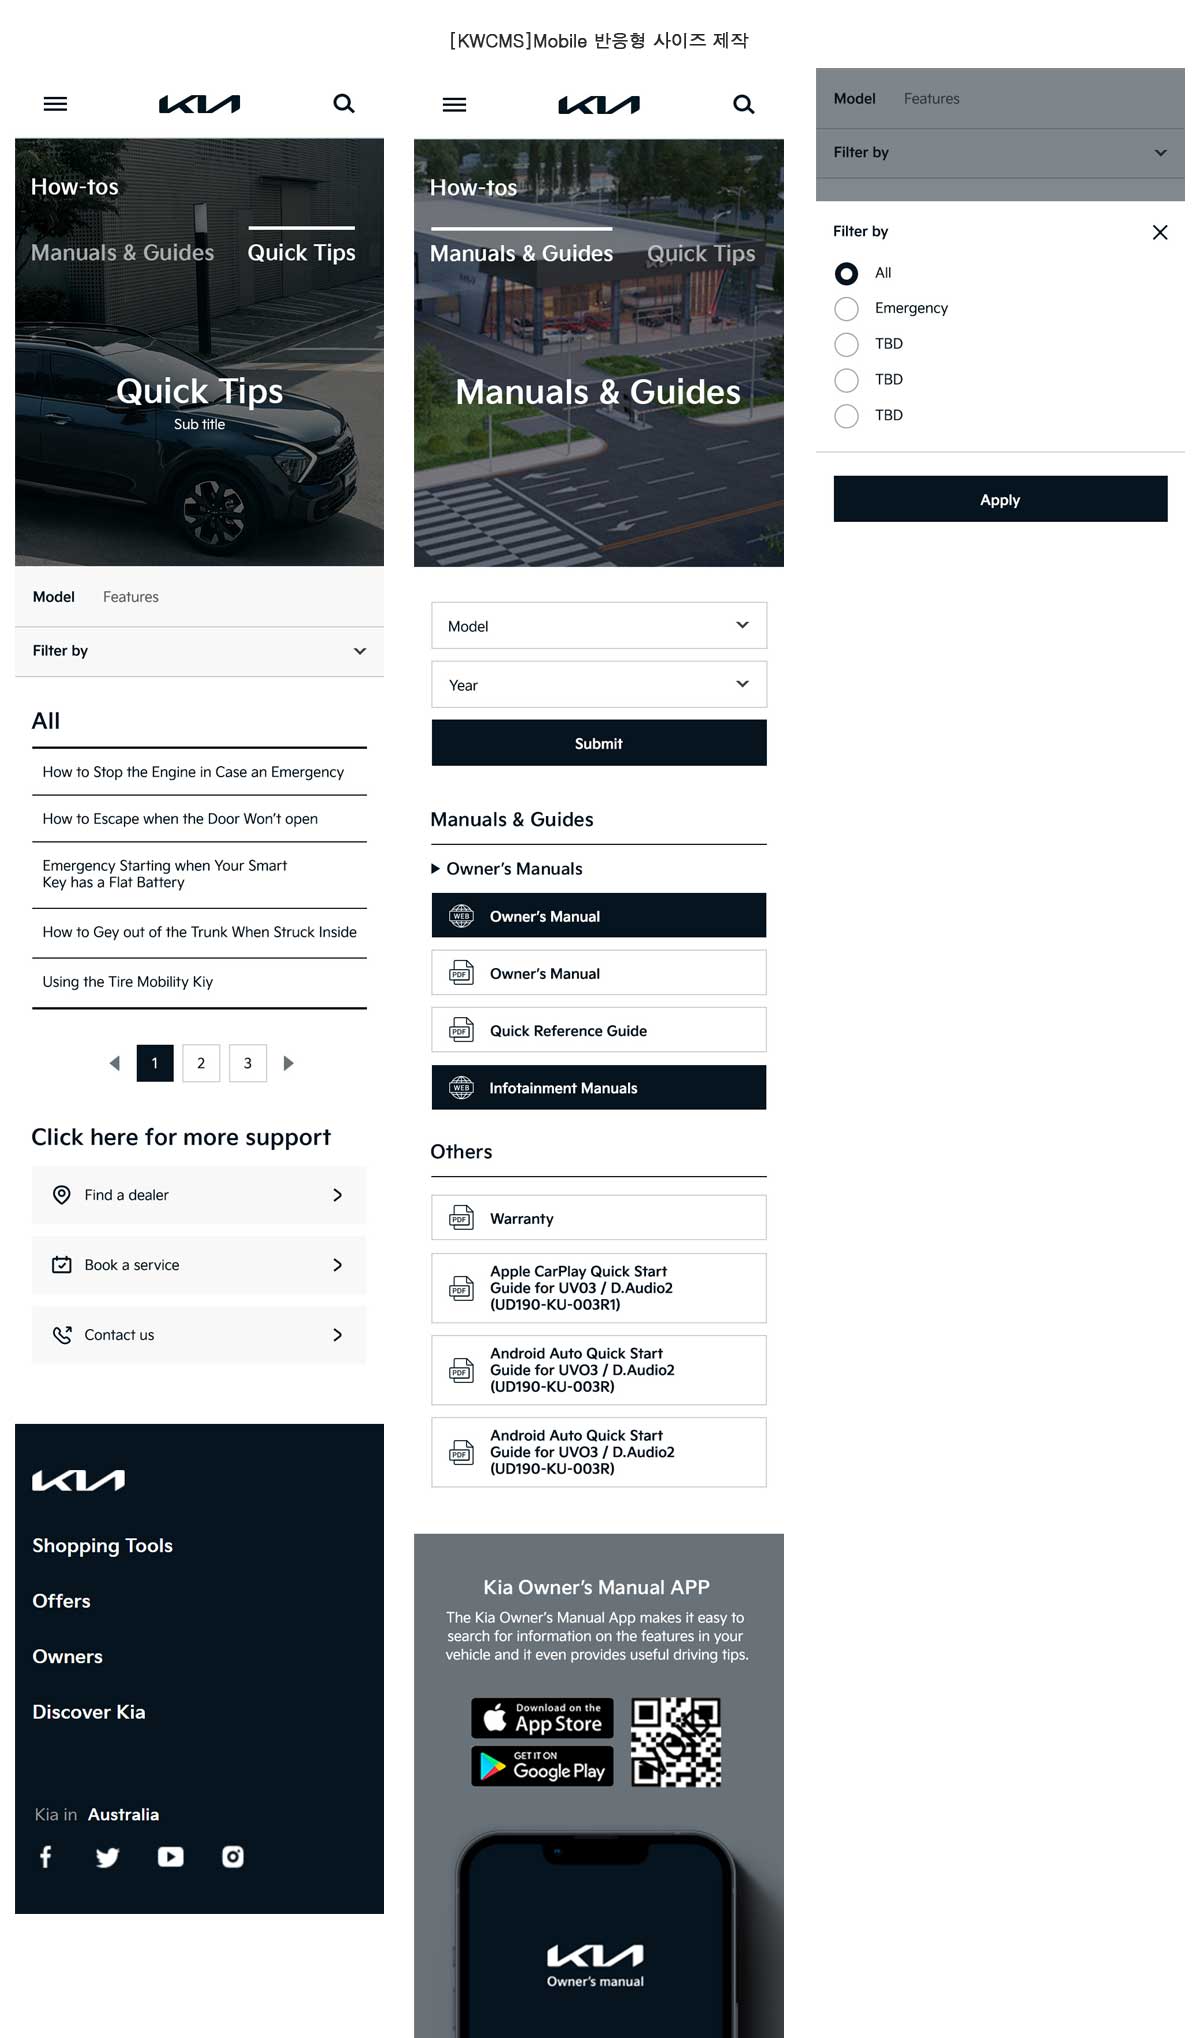 [KWCMS]Mobile 반응형 사이즈 제작
KIA
How-tos
Manuals & Guides
Quick Tips
Quick Tips
Sub title
Model
Features
Filter by
All
How to Stop the Engine in Case an Emergency
How to Escape when the Door Won't open
Emergency Starting when Your Smart
Key has a Flat Battery
How to Gey out of the Trunk When Struck Inside
Using the Tire Mobility Kiy
1
2
3
Click here for more support
Find a dealer
Book a service
Contact us
KIA
Shopping Tools
Offers
Owners
Discover Kia
Kia in Australia
KIA
How-tos
Manuals & Guides
Quick Tips
Manuals & Guides
Model
Year
Submit
Manuals & Guides
Owner's Manuals
WEB Owner's Manual
PDF Owner's Manual
PDF Quick Reference Guide
WEB Infotainment Manuals
Others
PDF Warranty
PDF
Apple CarPlay Quick Start
Guide for UV03 / D.Audio2
(UD190-KU-003R1)
PDF
Android Auto Quick Start
Guide for UVO3 / D.Audio2
(UD190-KU-003R)
PDF
Android Auto Quick Start
Guide for UVO3 / D.Audio2
(UD190-KU-003R)
Kia Owner's Manual APP
The Kia Owner's Manual App makes it easy to
search for information on the features in your
vehicle and it even provides useful driving tips.
Download on the
App Store
GET IT ON
Google Play
KIA
Owner's manual
Model
Features
Filter by
Filter by
All
Emergency
TBD
TBD
TBD
Apply